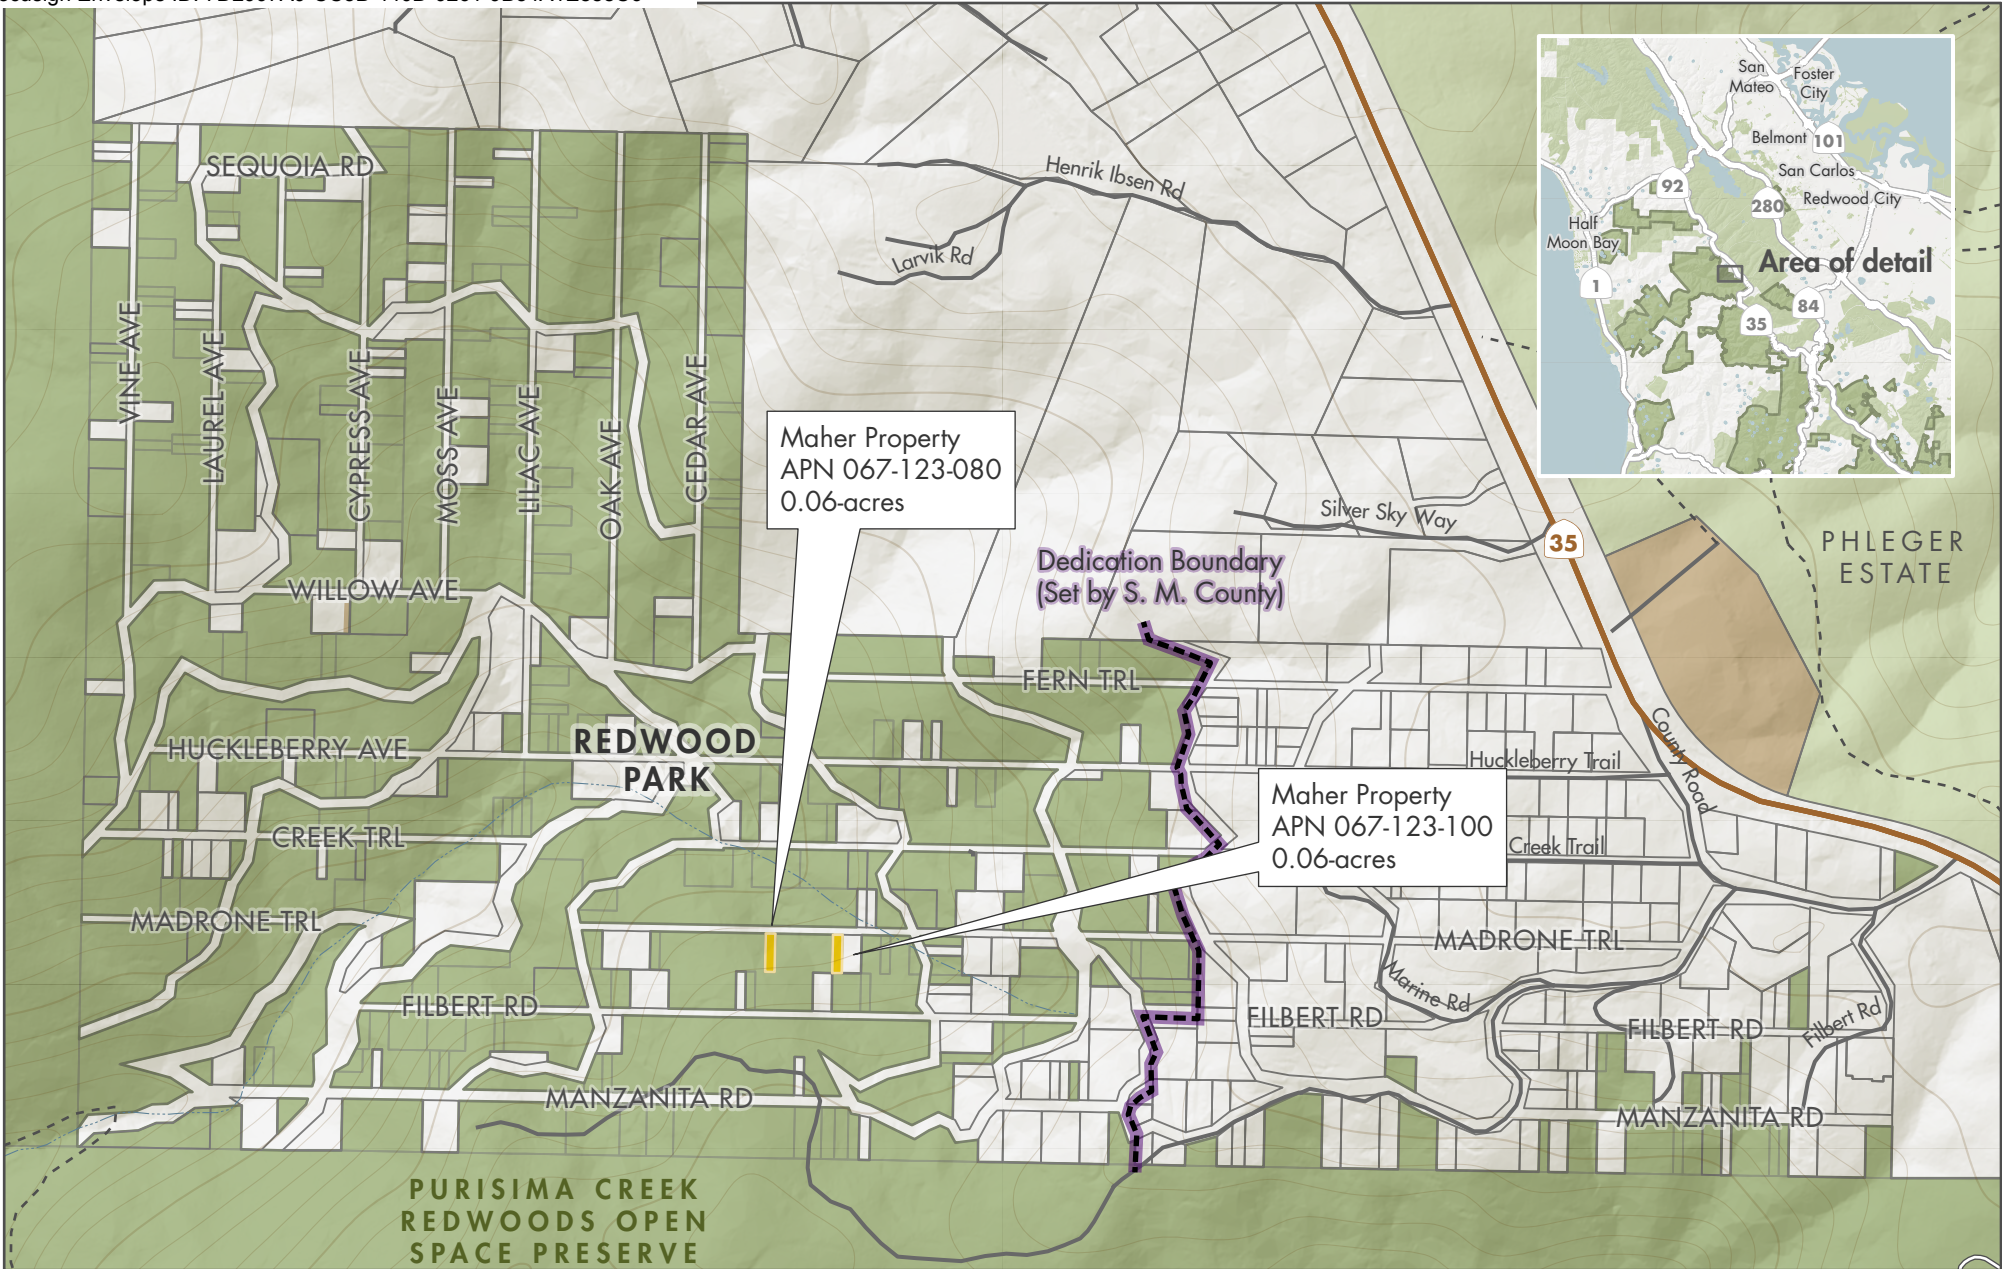 SEQUOIA RD
Henrik Ibsen Rd
Larvik Rd
VINE AVE
LAUREL AVE
CYPRESS AVE
MOSS AVE
LILAC AVE
OAK AVE
CEDAR AVE
Maher Property
APN 067-123-080
0.06-acres
Silver Sky Way
35
Dedication Boundary
(Set by S. M. County)
PHLEGER
ESTATE
WILLOW AVE
FERN TRL
REDWOOD
PARK
HUCKLEBERRY AVE
County Road
Huckleberry Trail
Maher Property
APN 067-123-100
0.06-acres
Creek Trail
CREEK TRL
MADRONE TRL
MADRONE TRL
Marine Rd
FILBERT RD
FILBERT RD
FILBERT RD
Filbert Rd
MANZANITA RD
MANZANITA RD
PURISIMA CREEK
REDWOODS OPEN
SPACE PRESERVE
San
Mateo
Foster
City
Belmont
101
San Carlos
92
280
Redwood City
Half
Moon Bay
Area of detail
1
84
35